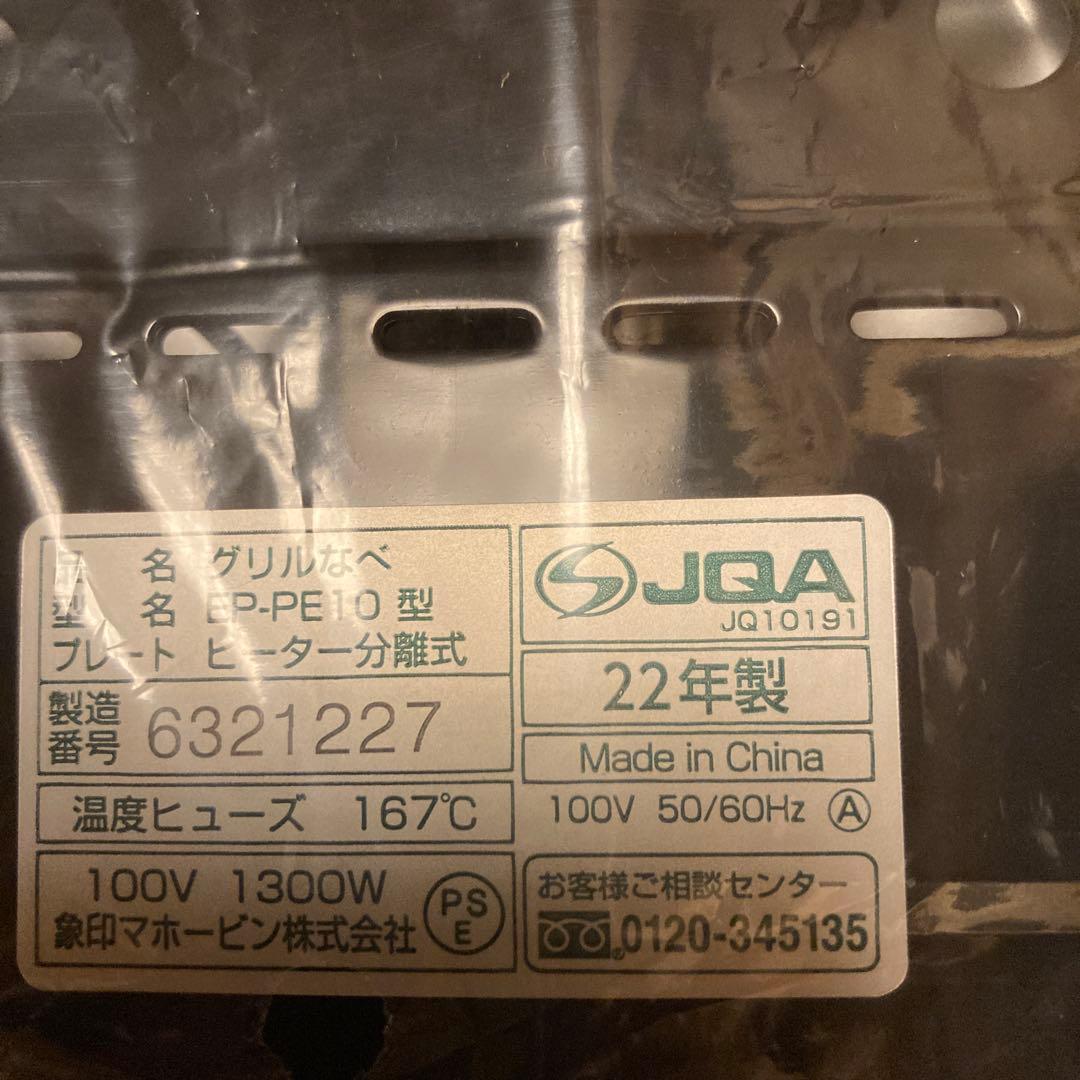 品 名 グリルなべ
型 名 EP-PE10 型
プレート ヒーター分離式
製造番号 6321227
温度ヒューズ 167℃
100V 1300W
象印マホービン株式会社
PSE
JQA
JQ10191
22年製
Made in China
100V 50/60Hz Ⓐ
お客様ご相談センター
0120-345135